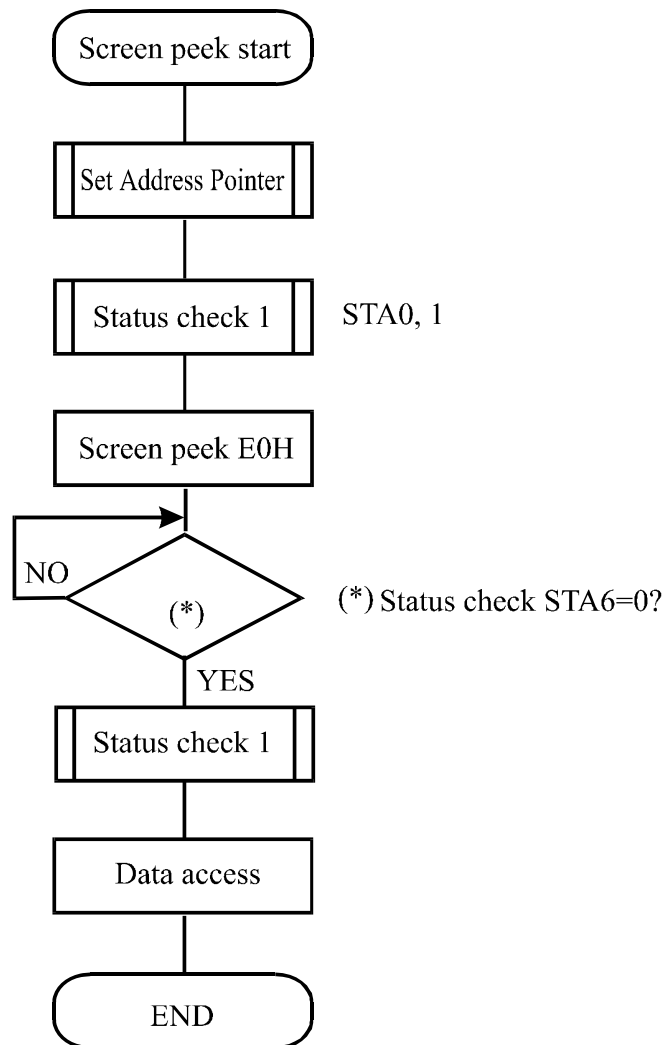 Screen peek start
Set Address Pointer
Status check 1
STA0, 1
Screen peek E0H
NO
(*)
(*) Status check STA6=0?
YES
Status check 1
Data access
END